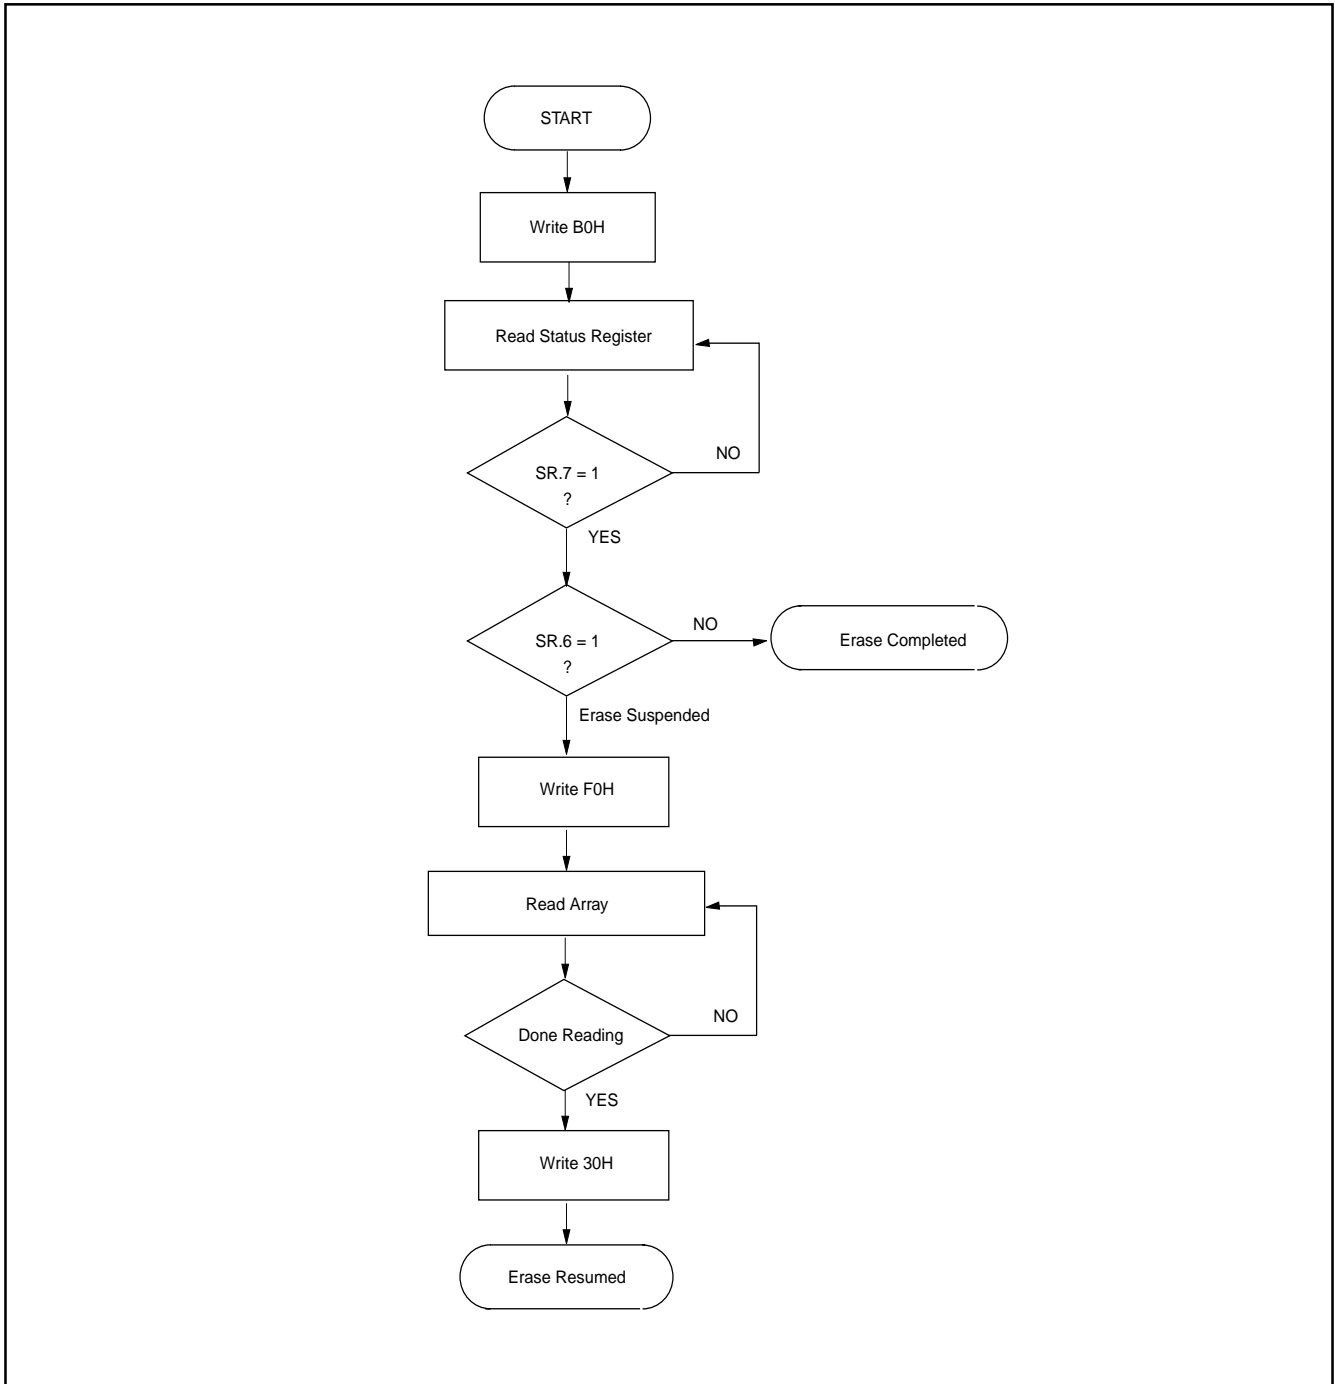 START
Write B0H
Read Status Register
NO
SR.7 = 1
?
YES
NO
SR.6 = 1
?
Erase Completed
Erase Suspended
Write F0H
Read Array
NO
Done Reading
YES
Write 30H
Erase Resumed